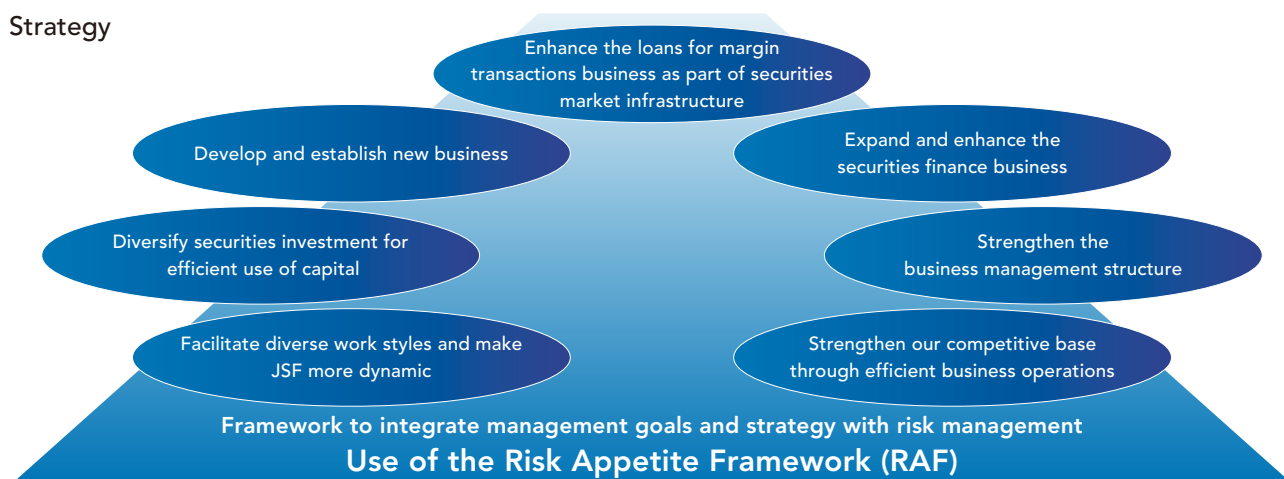 Strategy
Enhance the loans for margin
transactions business as part of securities
market infrastructure
Develop and establish new business
Expand and enhance the
securities finance business
Diversify securities investment for
efficient use of capital
Strengthen the
business management structure
Facilitate diverse work styles and make
JSF more dynamic
Strengthen our competitive base
through efficient business operations
Framework to integrate management goals and strategy with risk management
Use of the Risk Appetite Framework (RAF)